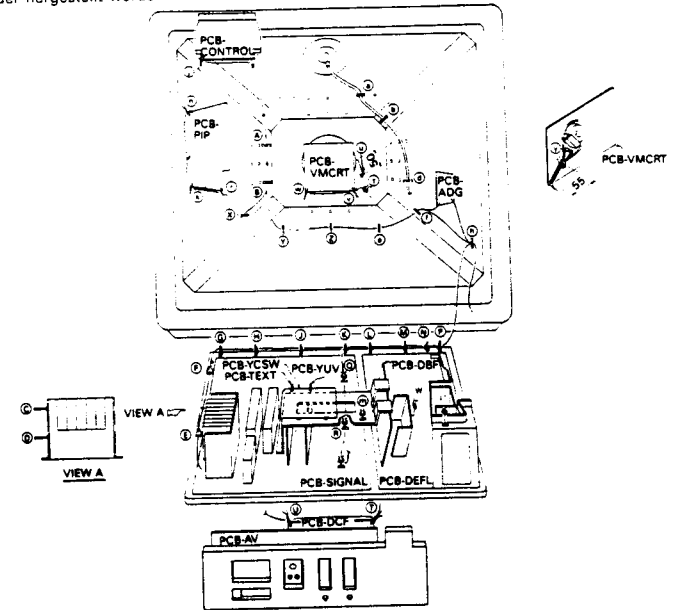 hergestellt
PCB-
CONTROL
PCB-
PIP
A
B
X
PCB-
VMCRT
PCB-
ADG
PCB-VMCRT
55
Y
Z
G
H
J
K
L
M
N
P
F
PCB-YCSW
PCB-TEXT
PCB-YUV
PCB-DBF
C
D
VIEW A
VIEW A
E
PCB-SIGNAL
PCB-DEFL
U
T
PCB-DCF
PCB-AV